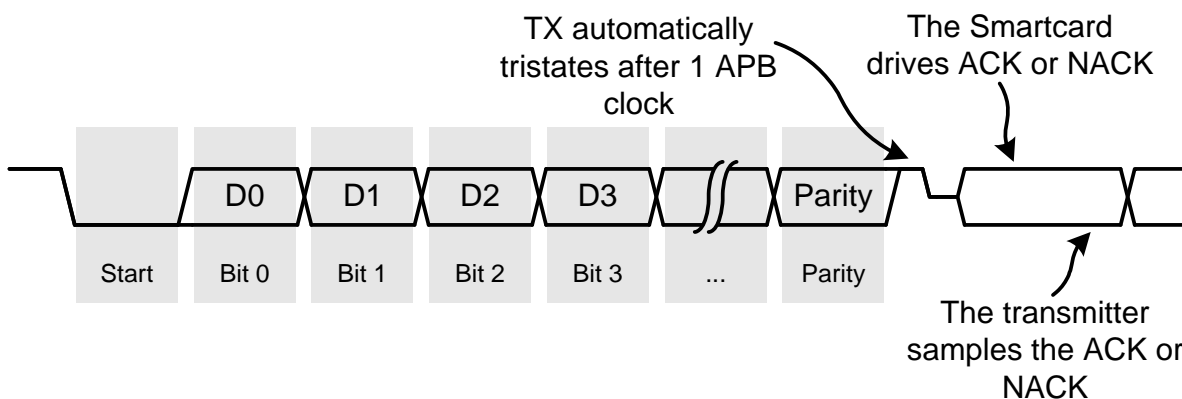 TX automatically
tristates after 1 APB
clock
The Smartcard
drives ACK or NACK
D0 D1 D2 D3 Parity
Start Bit 0 Bit 1 Bit 2 Bit 3 ... Parity
The transmitter
samples the ACK or
NACK